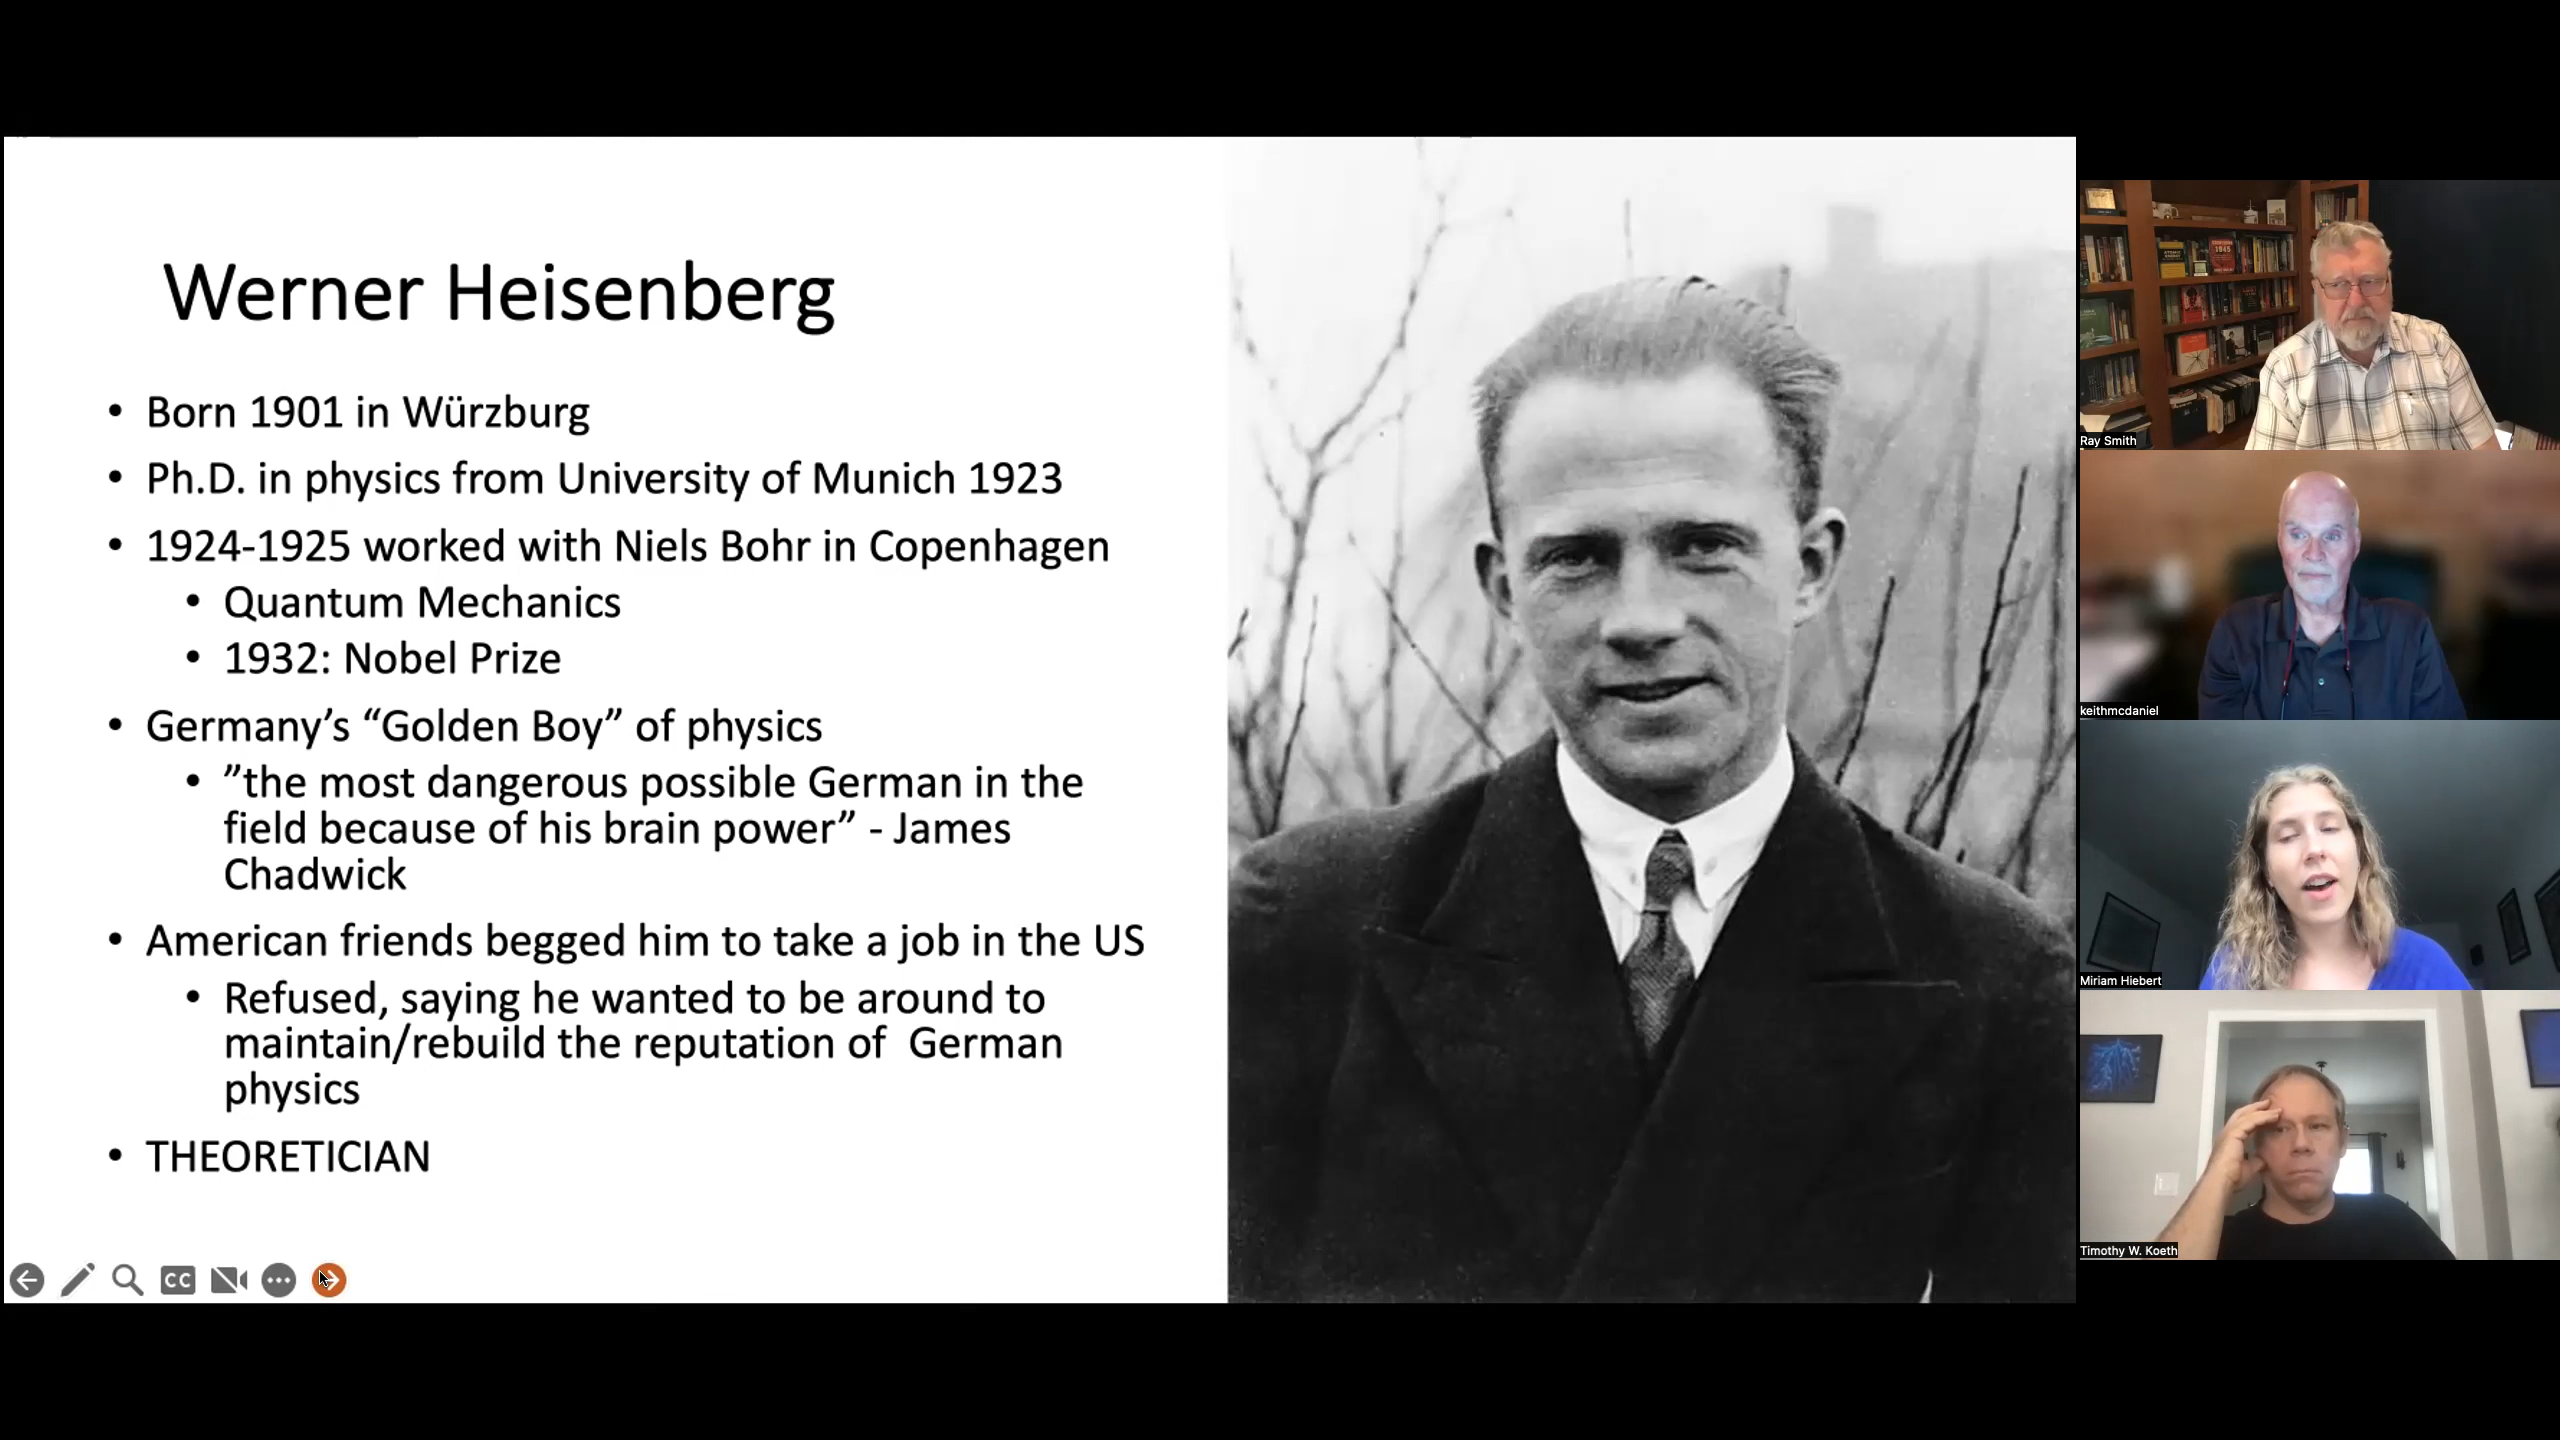 Werner Heisenberg
• Born 1901 in Würzburg
• Ph.D. in physics from University of Munich 1923
• 1924-1925 worked with Niels Bohr in Copenhagen
• Quantum Mechanics
• 1932: Nobel Prize
• Germany’s “Golden Boy” of physics
• ”the most dangerous possible German in the
field because of his brain power” - James
Chadwick
• American friends begged him to take a job in the US
• Refused, saying he wanted to be around to
maintain/rebuild the reputation of  German
physics
• THEORETICIAN
CC
Ray Smith
keithmcdaniel
Miriam Hiebert
Timothy W. Koeth